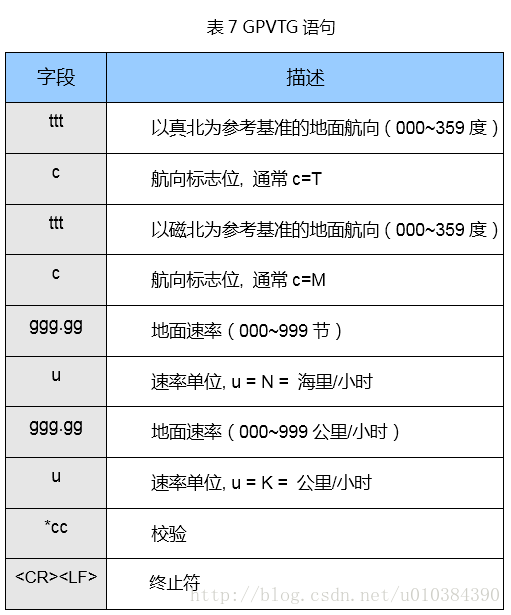 表 7 GPVTG 语句
字段 描述
ttt 以真北为参考基准的地面航向（000~359 度）
c 航向标志位, 通常 c=T
ttt 以磁北为参考基准的地面航向（000~359 度）
c 航向标志位, 通常 c=M
ggg.gg 地面速率（000~999 节）
u 速率单位, u = N = 海里/小时
ggg.gg 地面速率（000~999 公里/小时）
u 速率单位, u = K = 公里/小时
*cc 校验
<CR><LF> 终止符
http://blog.csdn.net/u010384390